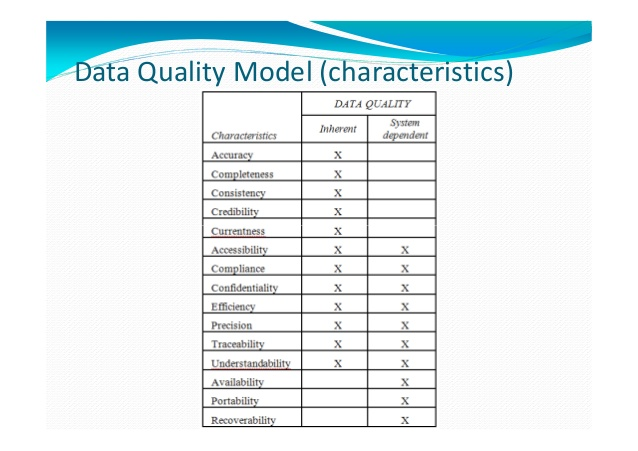 Data Quality Model (characteristics)
DATA QUALITY
Characteristics Inherent System dependent
Accuracy X
Completeness X
Consistency X
Credibility X
Currentness X
Accessibility X X
Compliance X X
Confidentiality X X
Efficiency X X
Precision X X
Traceability X X
Understandability X X
Availability X
Portability X
Recoverability X